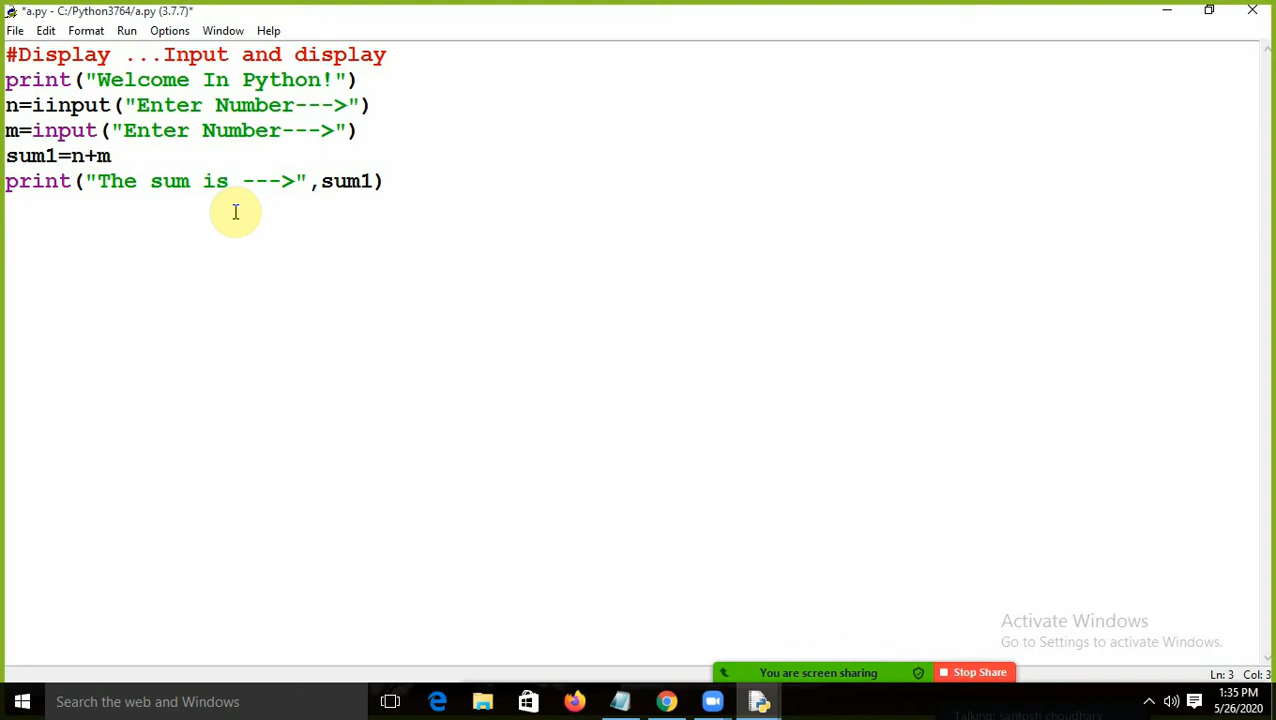 *a.py - C:/Python3764/a.py (3.7.7)*
File Edit Format Run Options Window Help
#Display ...Input and display
print("Welcome In Python!")
n=iinput("Enter Number--->")
m=input("Enter Number--->")
sum1=n+m
print("The sum is --->",sum1)
Activate Windows
Go to Settings to activate Windows.
You are screen sharing Stop Share
Ln: 3 Col: 3
Search the web and Windows
1:35 PM
5/26/2020
Talking: santosh choudhary